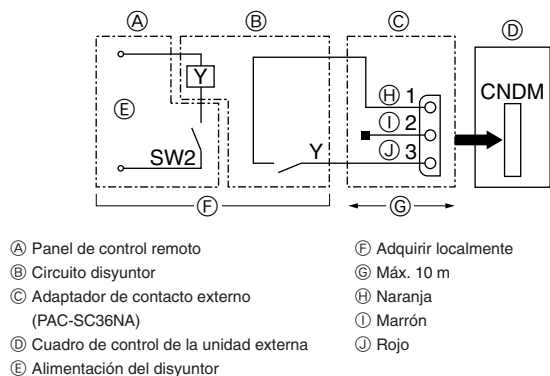 Ⓐ Ⓑ Ⓒ Ⓓ
Y
Ⓔ
SW2
Y
Ⓗ 1
Ⓘ 2
Ⓙ 3
CNDM
Ⓕ Ⓖ
Ⓐ Panel de control remoto
Ⓑ Circuito disyuntor
Ⓒ Adaptador de contacto externo
(PAC-SC36NA)
Ⓓ Cuadro de control de la unidad externa
Ⓔ Alimentación del disyuntor
Ⓕ Adquirir localmente
Ⓖ Máx. 10 m
Ⓗ Naranja
Ⓘ Marrón
Ⓙ Rojo